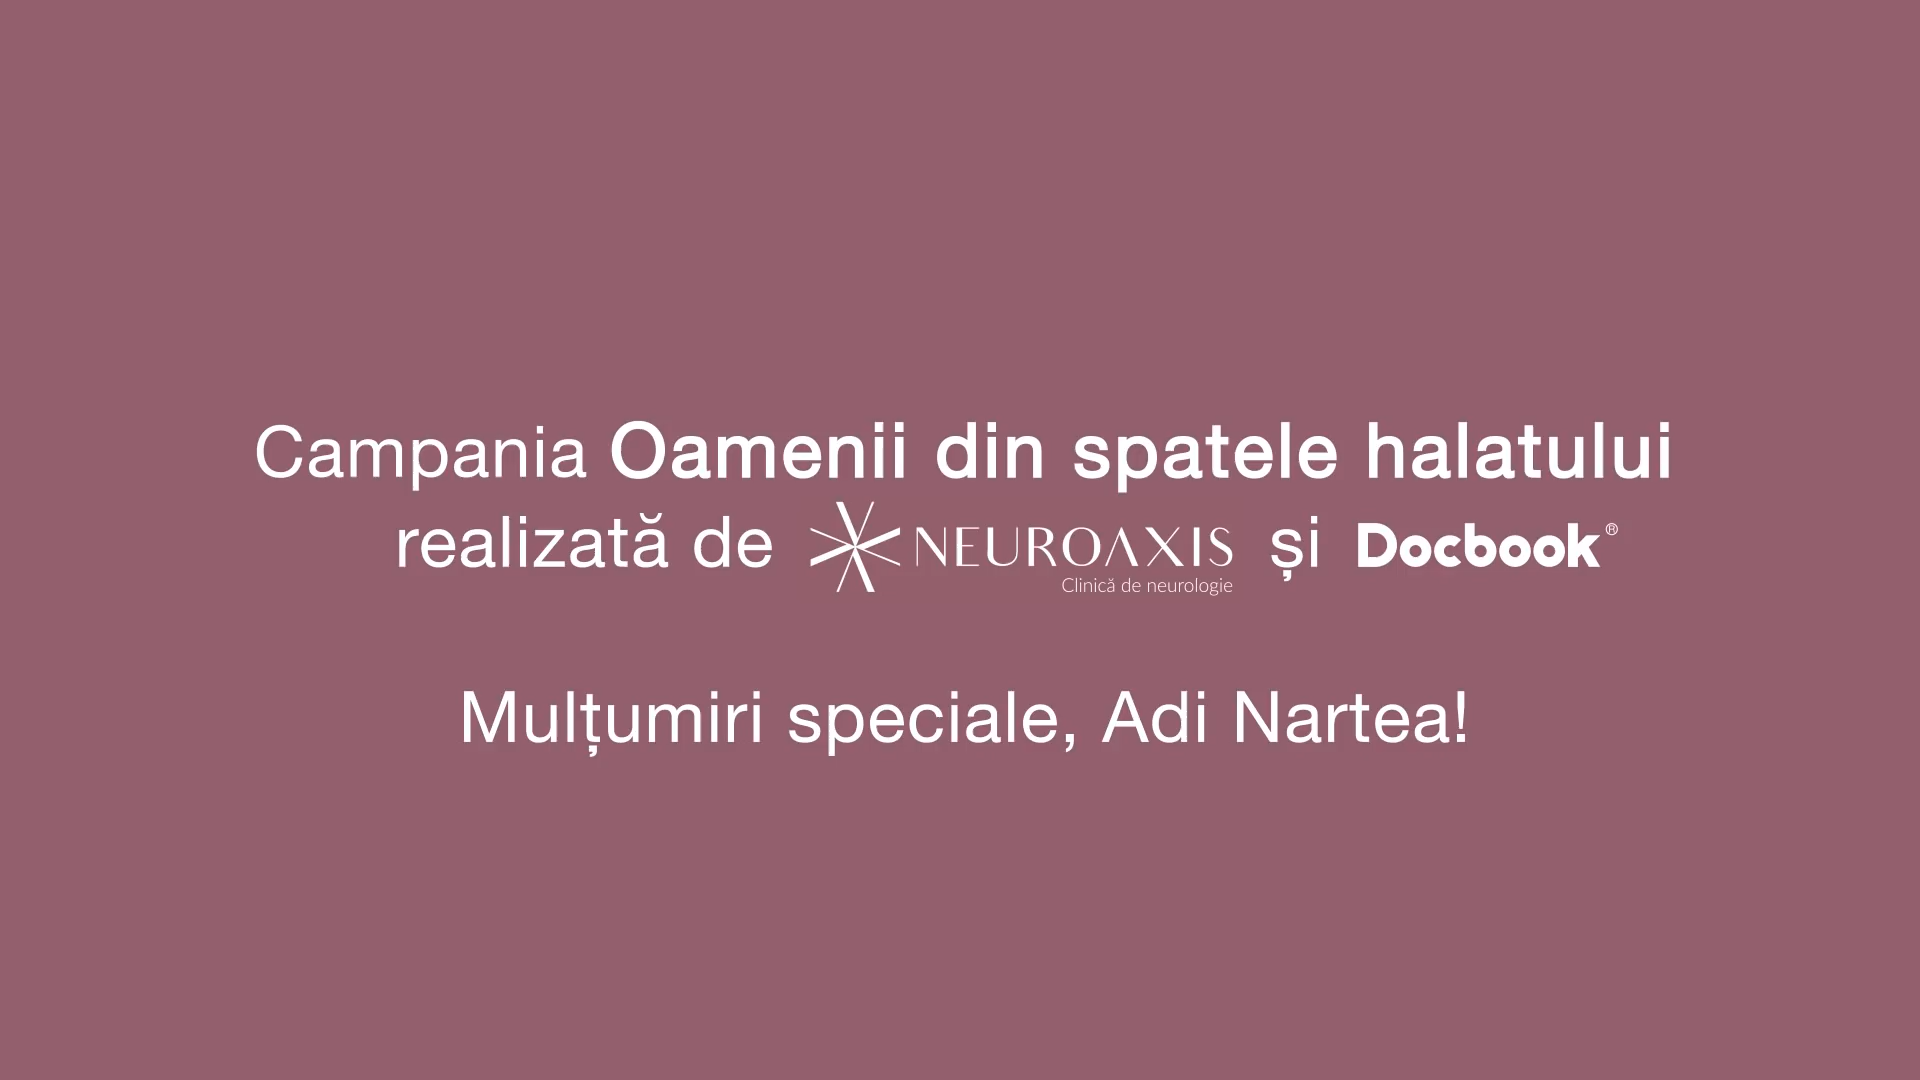 Campania Oamenii din spatele halatului
realizată de NEUROAXIS și Docbook®
Clinică de neurologie
Mulțumiri speciale, Adi Nartea!